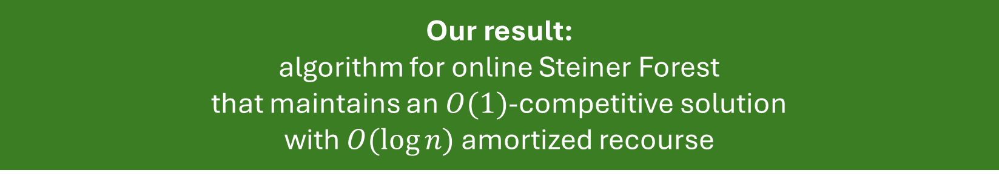 Our result:
algorithm for online Steiner Forest
that maintains an O(1)-competitive solution
with O(log n) amortized recourse